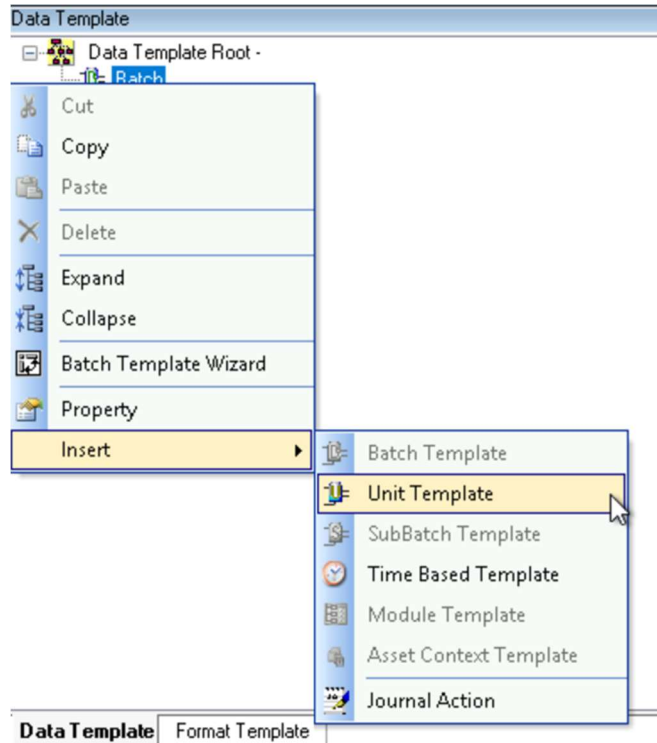 Data Template
Data Template Root -
Batch
Cut
Copy
Paste
Delete
Expand
Collapse
Batch Template Wizard
Property
Insert
Batch Template
Unit Template
SubBatch Template
Time Based Template
Module Template
Asset Context Template
Journal Action
Data Template Format Template